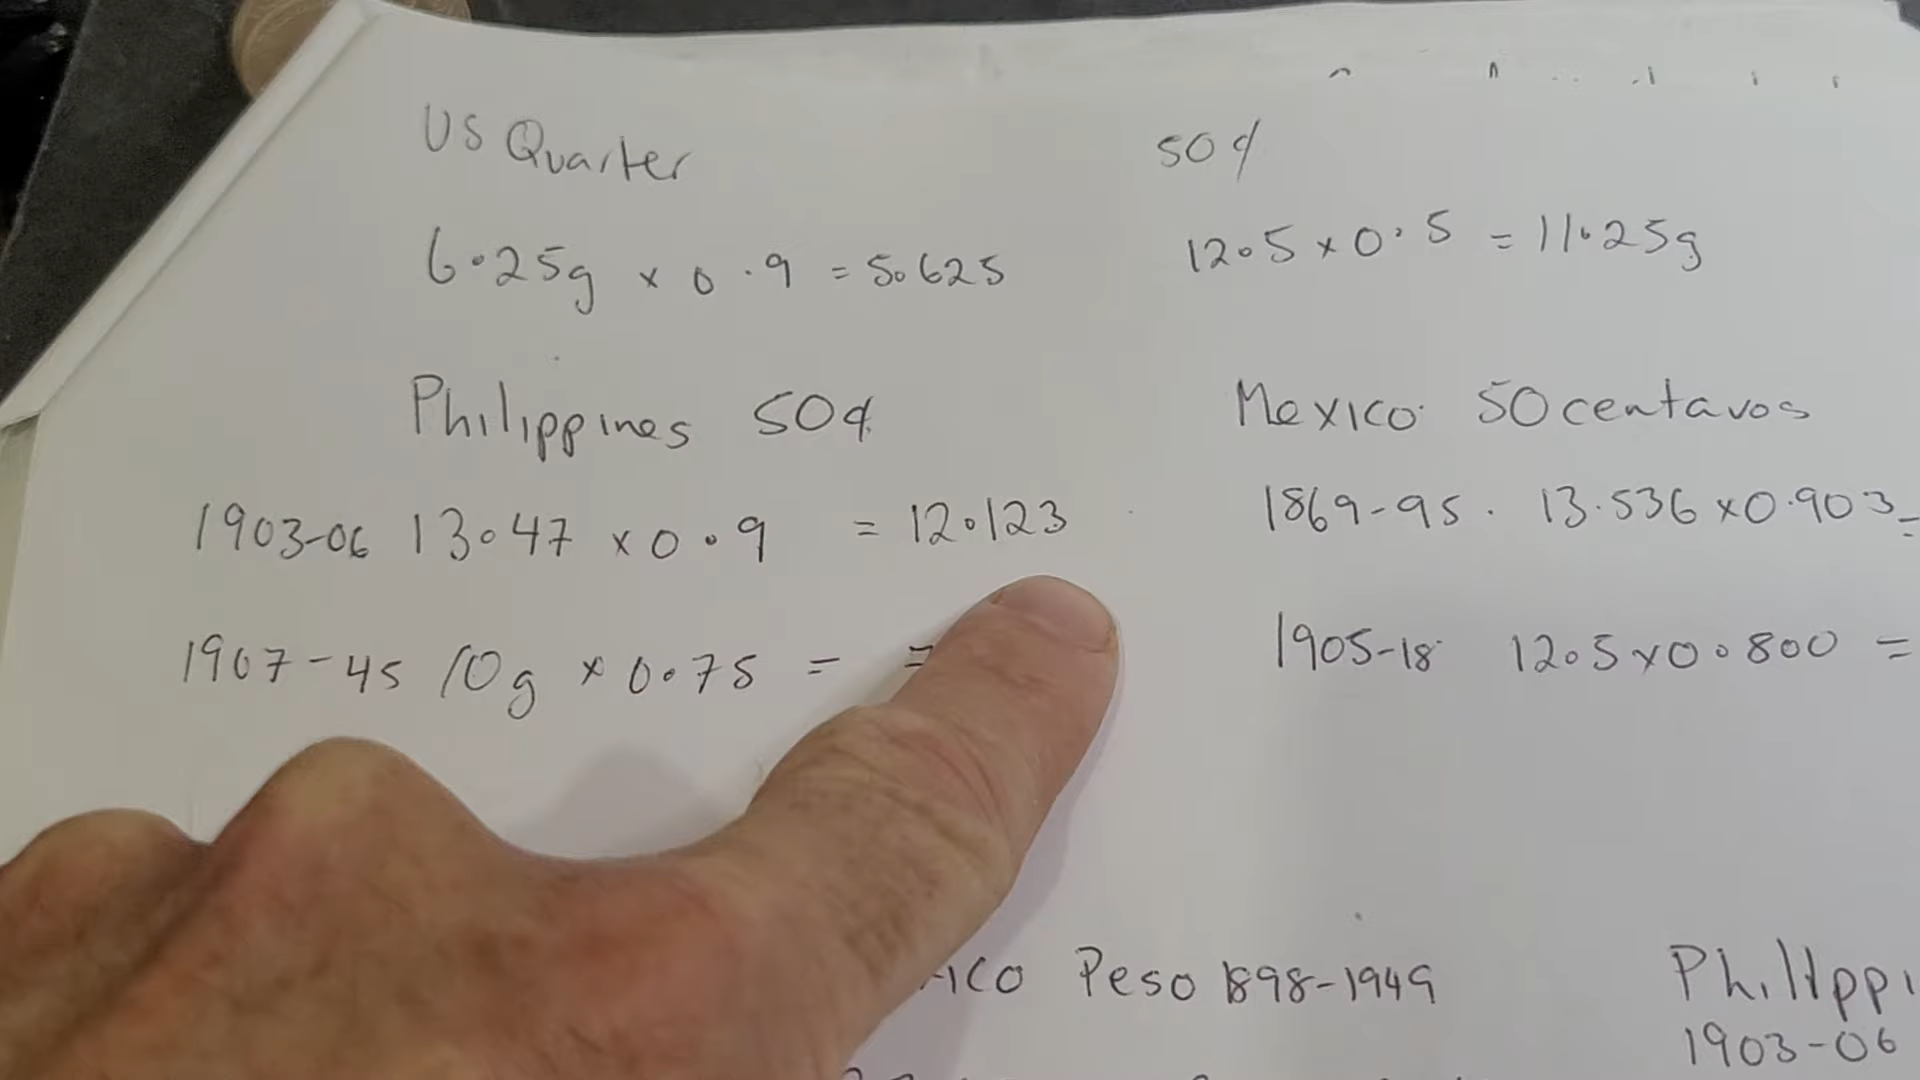 US Quarter
50¢
6.25g x 0.9 = 5.625
12.5 x 0.5 = 11.25g
Philippines 50¢
Mexico 50 centavos
1903-06 13.47 x 0.9 = 12.123
1869-95. 13.536 x 0.903 =
1907-45 10g x 0.75 = =
1905-18 12.5 x 0.800 =
ico Peso 1898-1949
Philippi
1903-06